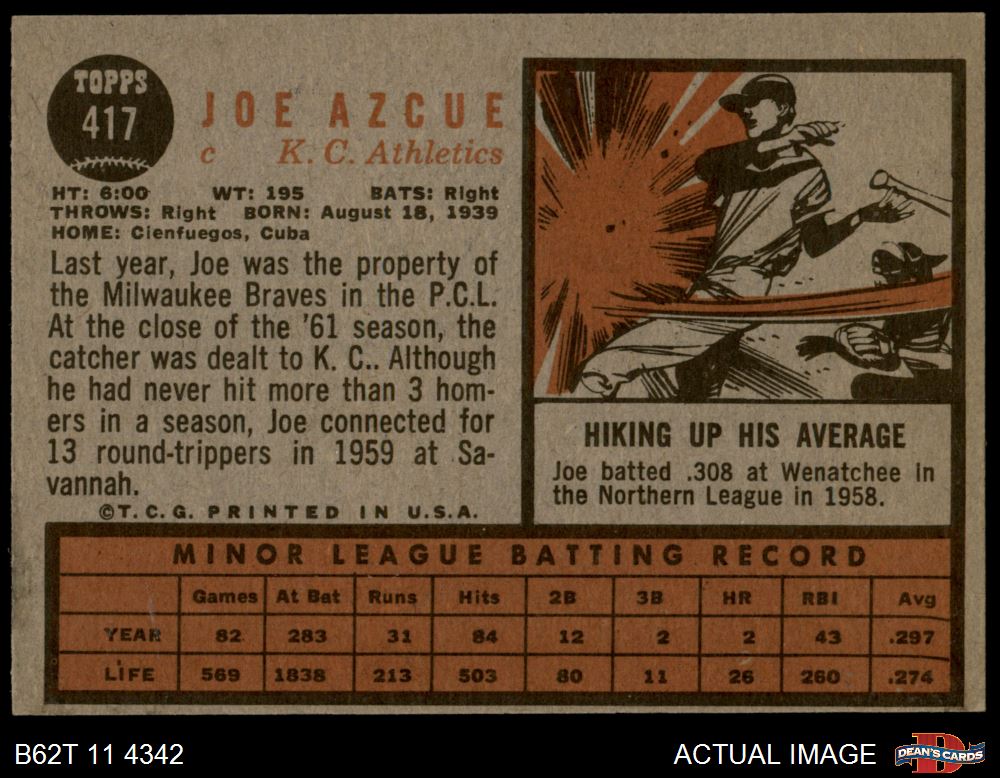 TOPPS
417
JOE AZCUE
c K. C. Athletics
HT: 6:00 WT: 195 BATS: Right
THROWS: Right BORN: August 18, 1939
HOME: Cienfuegos, Cuba
Last year, Joe was the property of
the Milwaukee Braves in the P.C.L.
At the close of the '61 season, the
catcher was dealt to K. C.. Although
he had never hit more than 3 hom-
ers in a season, Joe connected for
13 round-trippers in 1959 at Sa-
vannah.
©T. C. G. PRINTED IN U.S.A.
HIKING UP HIS AVERAGE
Joe batted .308 at Wenatchee in
the Northern League in 1958.
MINOR LEAGUE BATTING RECORD
Games At Bat Runs Hits 2B 3B HR RBI Avg
YEAR 82 283 31 84 12 2 2 43 .297
LIFE 569 1838 213 503 80 11 26 260 .274
B62T 11 4342 ACTUAL IMAGE DEAN'S CARDS